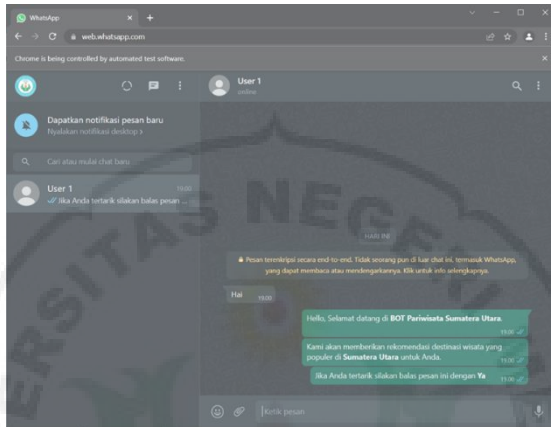 WhatsApp
web.whatsapp.com
Chrome is being controlled by automated test software.
User 1
online
Dapatkan notifikasi pesan baru
Nyalakan notifikasi desktop >
Cari atau mulai chat baru
User 1 19:00
Jika Anda tertarik silakan balas pesan ...
HARI INI
Pesan terenkripsi secara end-to-end. Tidak seorang pun di luar chat ini, termasuk WhatsApp,
yang dapat membaca atau mendengarkannya. Klik untuk info selengkapnya.
Hai 19:00
Hello, Selamat datang di BOT Pariwisata Sumatera Utara.
19:00
Kami akan memberikan rekomendasi destinasi wisata yang
populer di Sumatera Utara untuk Anda.
19:00
Jika Anda tertarik silakan balas pesan ini dengan Ya 19:00
Ketik pesan